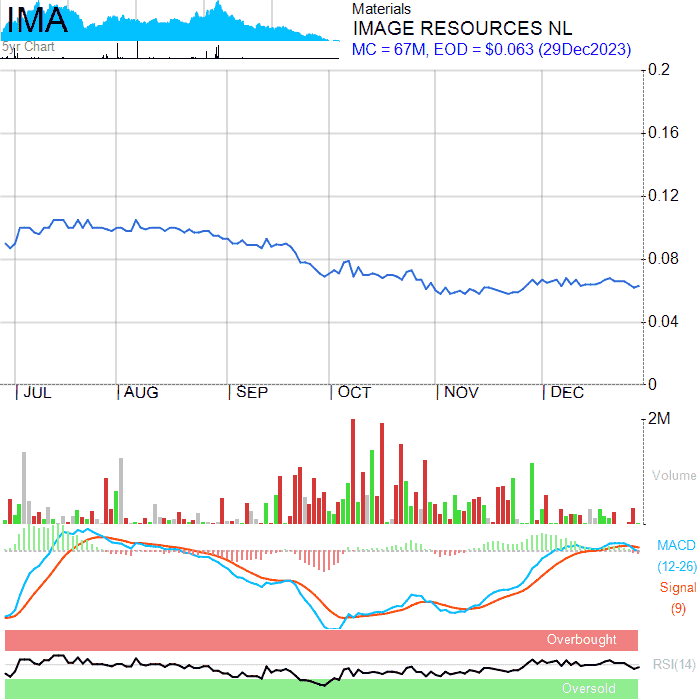 IMA
5yr Chart
Materials
IMAGE RESOURCES NL
MC = 67M, EOD = $0.063 (29Dec2023)
0.2
0.16
0.12
0.08
0.04
0
JUL AUG SEP OCT NOV DEC
2M
Volume
MACD
(12-26)
Signal
(9)
Overbought
RSI(14)
Oversold